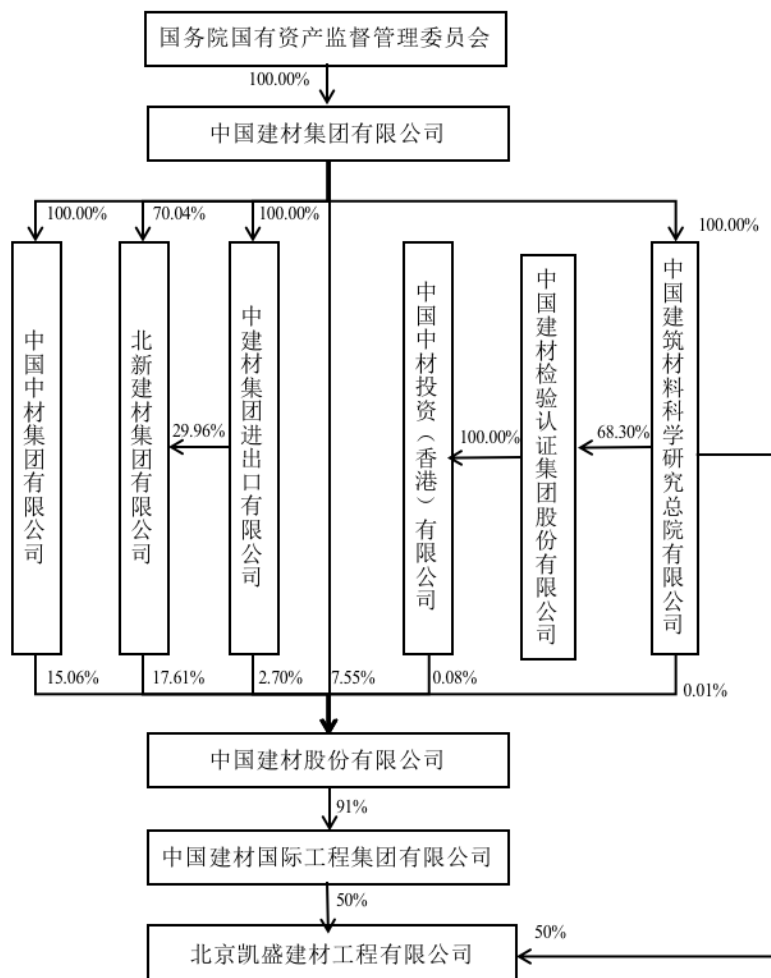 国务院国有资产监督管理委员会
100.00%
中国建材集团有限公司
100.00%
70.04%
100.00%
100.00%
中国中材集团有限公司
北新建材集团有限公司
29.96%
中建材集团进出口有限公司
中国中材投资（香港）有限公司
100.00%
中国建材检验认证集团股份有限公司
68.30%
中国建筑材料科学研究总院有限公司
15.06%
17.61%
2.70%
7.55%
0.08%
0.01%
中国建材股份有限公司
91%
中国建材国际工程集团有限公司
50%
50%
北京凯盛建材工程有限公司